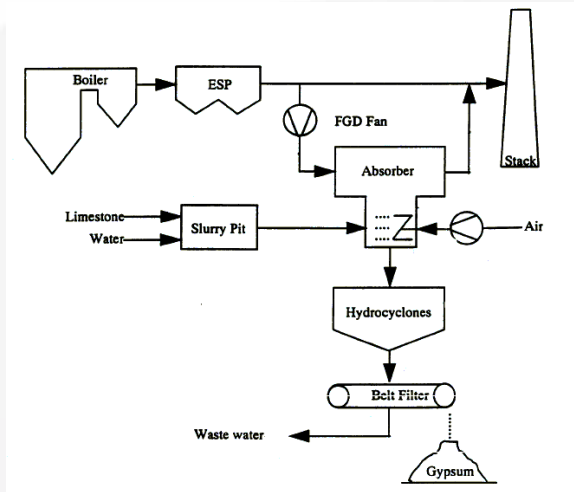 Boiler
ESP
FGD Fan
Absorber
Stack
Limestone
Water
Slurry Pit
Air
Hydrocyclones
Belt Filter
Waste water
Gypsum